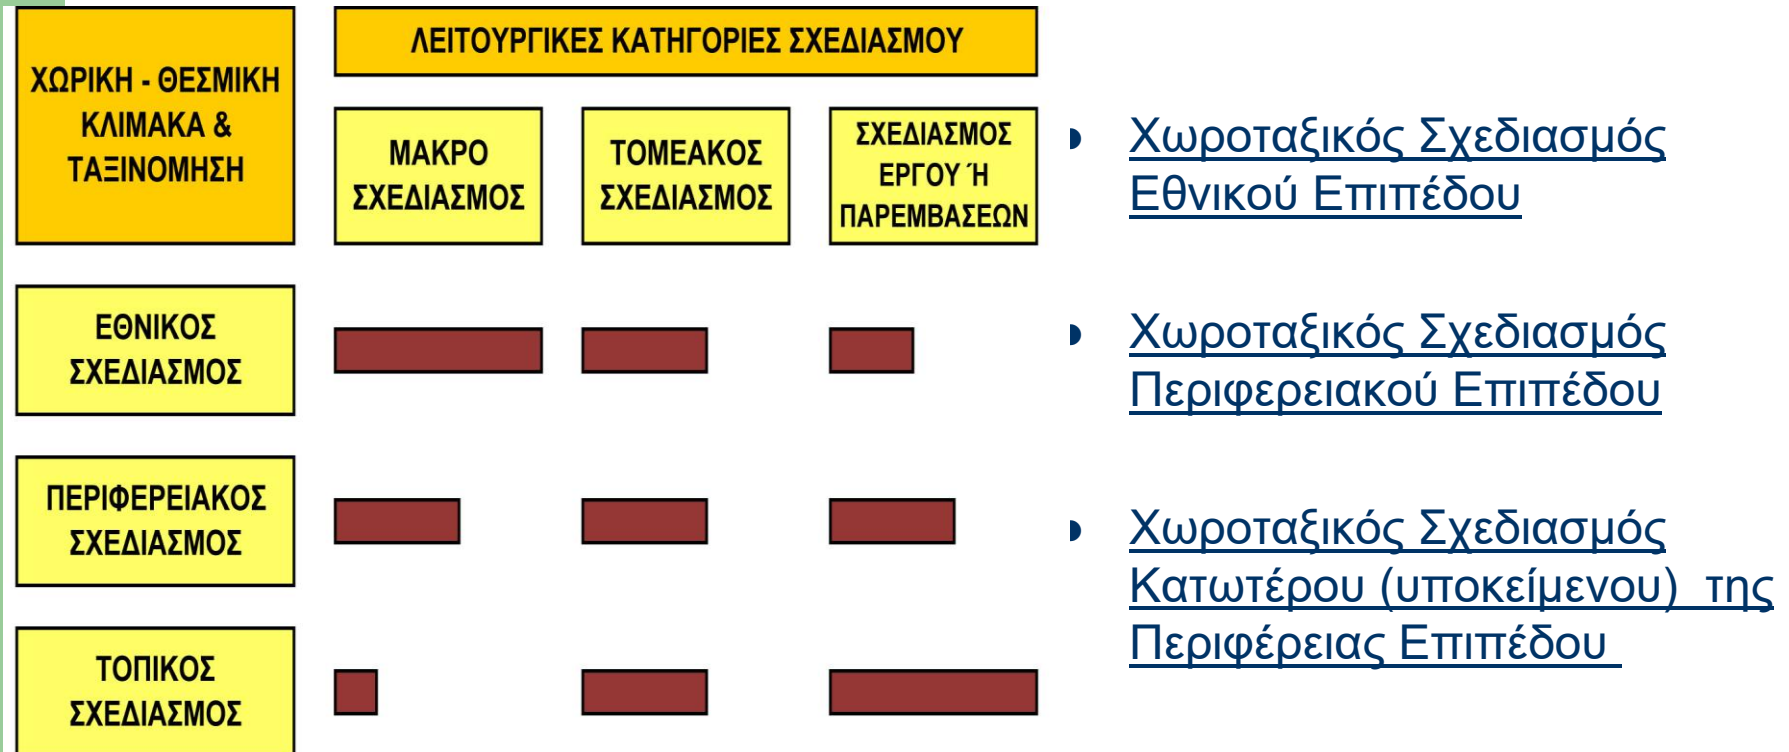 ΧΩΡΙΚΗ - ΘΕΣΜΙΚΗ
ΚΛΙΜΑΚΑ &
ΤΑΞΙΝΟΜΗΣΗ
ΛΕΙΤΟΥΡΓΙΚΕΣ ΚΑΤΗΓΟΡΙΕΣ ΣΧΕΔΙΑΣΜΟΥ
ΜΑΚΡΟ
ΣΧΕΔΙΑΣΜΟΣ
ΤΟΜΕΑΚΟΣ
ΣΧΕΔΙΑΣΜΟΣ
ΣΧΕΔΙΑΣΜΟΣ
ΕΡΓΟΥ Ή
ΠΑΡΕΜΒΑΣΕΩΝ
ΕΘΝΙΚΟΣ
ΣΧΕΔΙΑΣΜΟΣ
ΠΕΡΙΦΕΡΕΙΑΚΟΣ
ΣΧΕΔΙΑΣΜΟΣ
ΤΟΠΙΚΟΣ
ΣΧΕΔΙΑΣΜΟΣ
Χωροταξικός Σχεδιασμός
Εθνικού Επιπέδου
Χωροταξικός Σχεδιασμός
Περιφερειακού Επιπέδου
Χωροταξικός Σχεδιασμός
Κατωτέρου (υποκείμενου) της
Περιφέρειας Επιπέδου